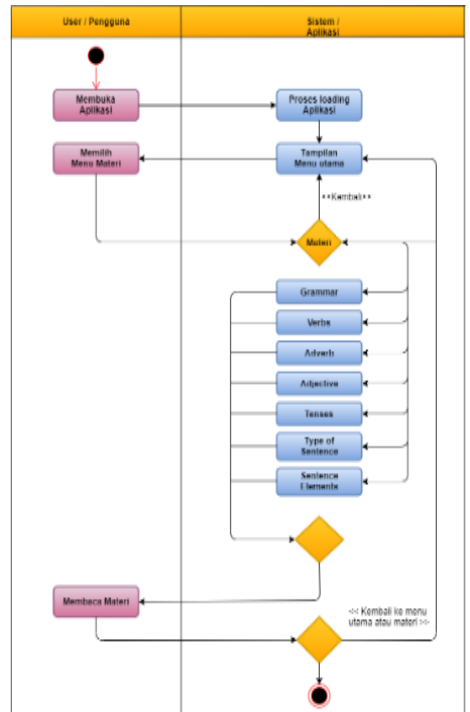 User / Pengguna
Sistem /
Aplikasi
Membuka
Aplikasi
Proses loading
Aplikasi
Memilih
Menu Materi
Tampilan
Menu utama
<<Kembali>>
Materi
Grammar
Verbs
Adverb
Adjective
Tenses
Type of
Sentence
Sentence
Elements
Membaca Materi
<< Kembali ke menu
utama atau materi >>